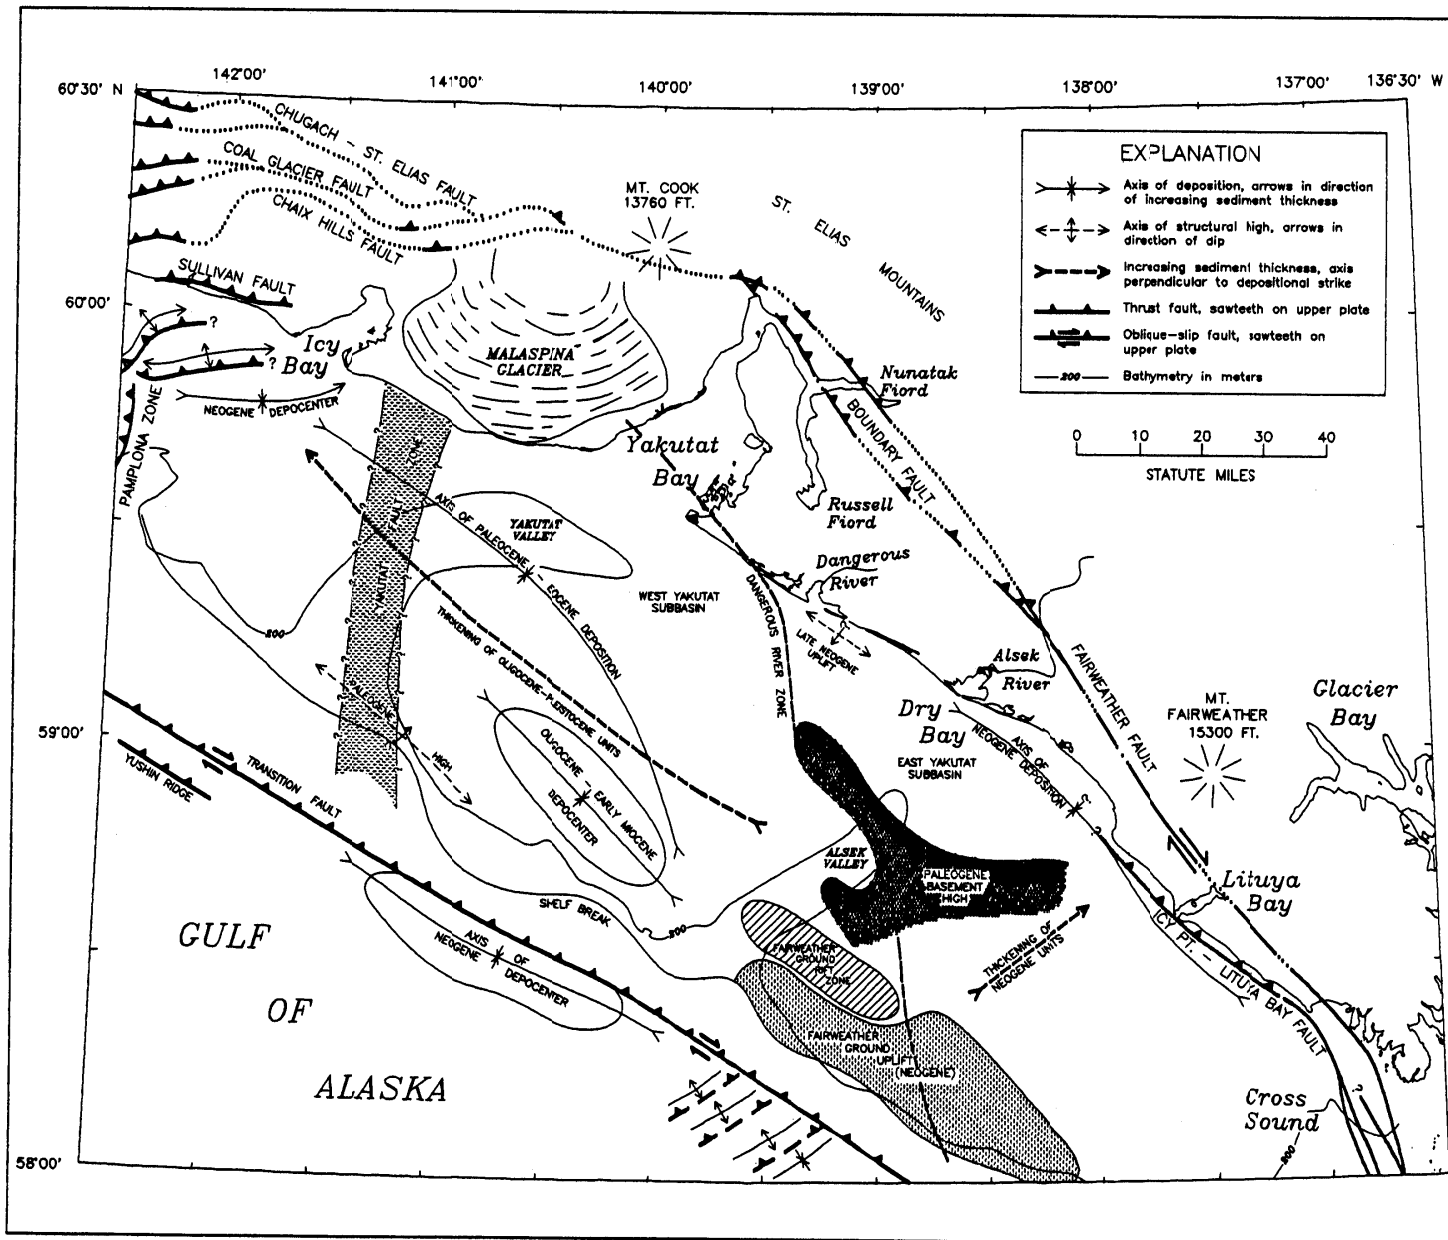 142°00'
141°00'
140°00'
139°00'
138°00'
137°00'
136°30' W
60°30' N
60°00'
59°00'
58°00'
EXPLANATION
Axis of deposition, arrows in direction
of increasing sediment thickness
Axis of structural high, arrows in
direction of dip
Increasing sediment thickness, axis
perpendicular to depositional strike
Thrust fault, sawteeth on upper plate
Oblique-slip fault, sawteeth on
upper plate
200
Bathymetry in meters
0 10 20 30 40
STATUTE MILES
CHUGACH - ST. ELIAS FAULT
COAL GLACIER FAULT
CHAIX HILLS FAULT
SULLIVAN FAULT
MT. COOK
13760 FT.
ST. ELIAS
MOUNTAINS
?
?
Icy
Bay
MALASPINA
GLACIER
NEOGENE DEPOCENTER
PAMPLONA ZONE
Nunatak
Fiord
BOUNDARY FAULT
Yakutat
Bay
Russell
Fiord
YAKUTAT FAULT ZONE
AXIS OF PALEOCENE - EOCENE DEPOSITION
YAKUTAT
VALLEY
Dangerous
River
WEST YAKUTAT
SUBBASIN
DANGEROUS RIVER ZONE
LATE NEOGENE
UPLIFT
THICKENING OF OLIGOCENE-PLEISTOCENE UNITS
200
PALEOGENE HIGH
Alsek
River
FAIRWEATHER FAULT
MT.
FAIRWEATHER
15300 FT.
Glacier
Bay
Dry
Bay
AXIS OF
NEOGENE DEPOSITION
?
?
EAST YAKUTAT
SUBBASIN
OLIGOCENE - EARLY MIOCENE
DEPOCENTER
YUSHIN RIDGE
TRANSITION FAULT
ALSEK
VALLEY
PALEOGENE
BASEMENT
HIGH
Lituya
Bay
ICY PT. - LITUYA BAY FAULT
SHELF BREAK
200
THICKENING OF
NEOGENE UNITS
FAIRWEATHER
GROUND
RIFT
ZONE
AXIS OF
NEOGENE DEPOCENTER
FAIRWEATHER
GROUND
UPLIFT
(NEOGENE)
GULF
OF
ALASKA
Cross
Sound
?
200